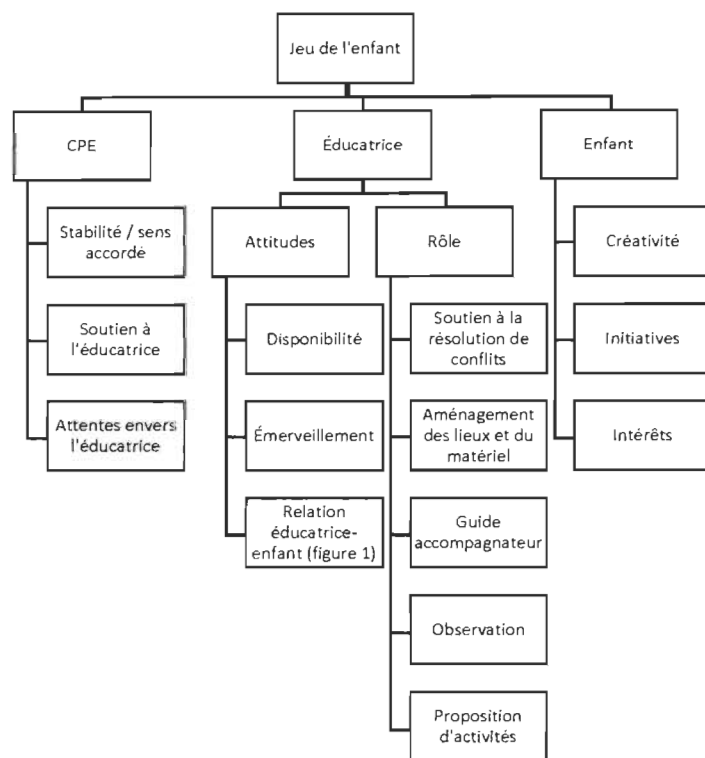 Jeu de l'enfant
CPE
Éducatrice
Enfant
Stabilité / sens
accordé
Soutien à
l'éducatrice
Attentes envers
l'éducatrice
Attitudes
Disponibilité
Émerveillement
Relation
éducatrice-
enfant (figure 1)
Rôle
Soutien à la
résolution de
conflits
Aménagement
des lieux et du
matériel
Guide
accompagnateur
Observation
Proposition
d'activités
Créativité
Initiatives
Intérêts